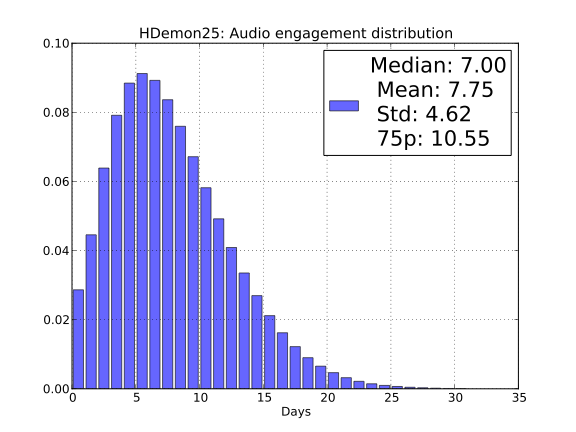 HDemon25: Audio engagement distribution
0.10
0.08
0.06
0.04
0.02
0.00
Median: 7.00
Mean: 7.75
Std: 4.62
75p: 10.55
0 5 10 15 20 25 30 35
Days